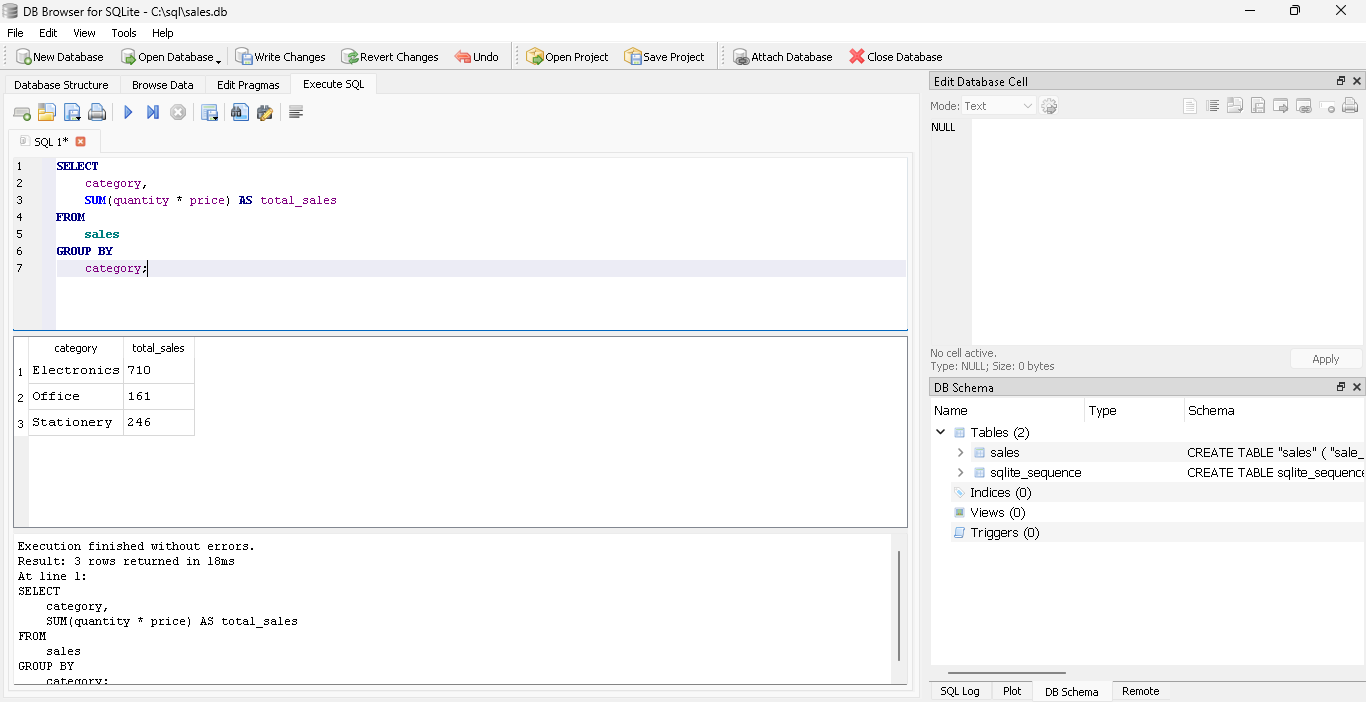 DB Browser for SQLite - C:\sql\sales.db
File Edit View Tools Help
New Database Open Database Write Changes Revert Changes Undo Open Project Save Project Attach Database Close Database
Database Structure Browse Data Edit Pragmas Execute SQL
SQL 1*
1 SELECT
2 category,
3 SUM(quantity * price) AS total_sales
4 FROM
5 sales
6 GROUP BY
7 category;
category total_sales
1 Electronics 710
2 Office 161
3 Stationery 246
Execution finished without errors.
Result: 3 rows returned in 18ms
At line 1:
SELECT
category,
SUM(quantity * price) AS total_sales
FROM
sales
GROUP BY
category;
Edit Database Cell
Mode: Text
NULL
No cell active.
Type: NULL; Size: 0 bytes
Apply
DB Schema
Name Type Schema
Tables (2)
sales CREATE TABLE "sales" ( "sale_
sqlite_sequence CREATE TABLE sqlite_sequence
Indices (0)
Views (0)
Triggers (0)
SQL Log Plot DB Schema Remote